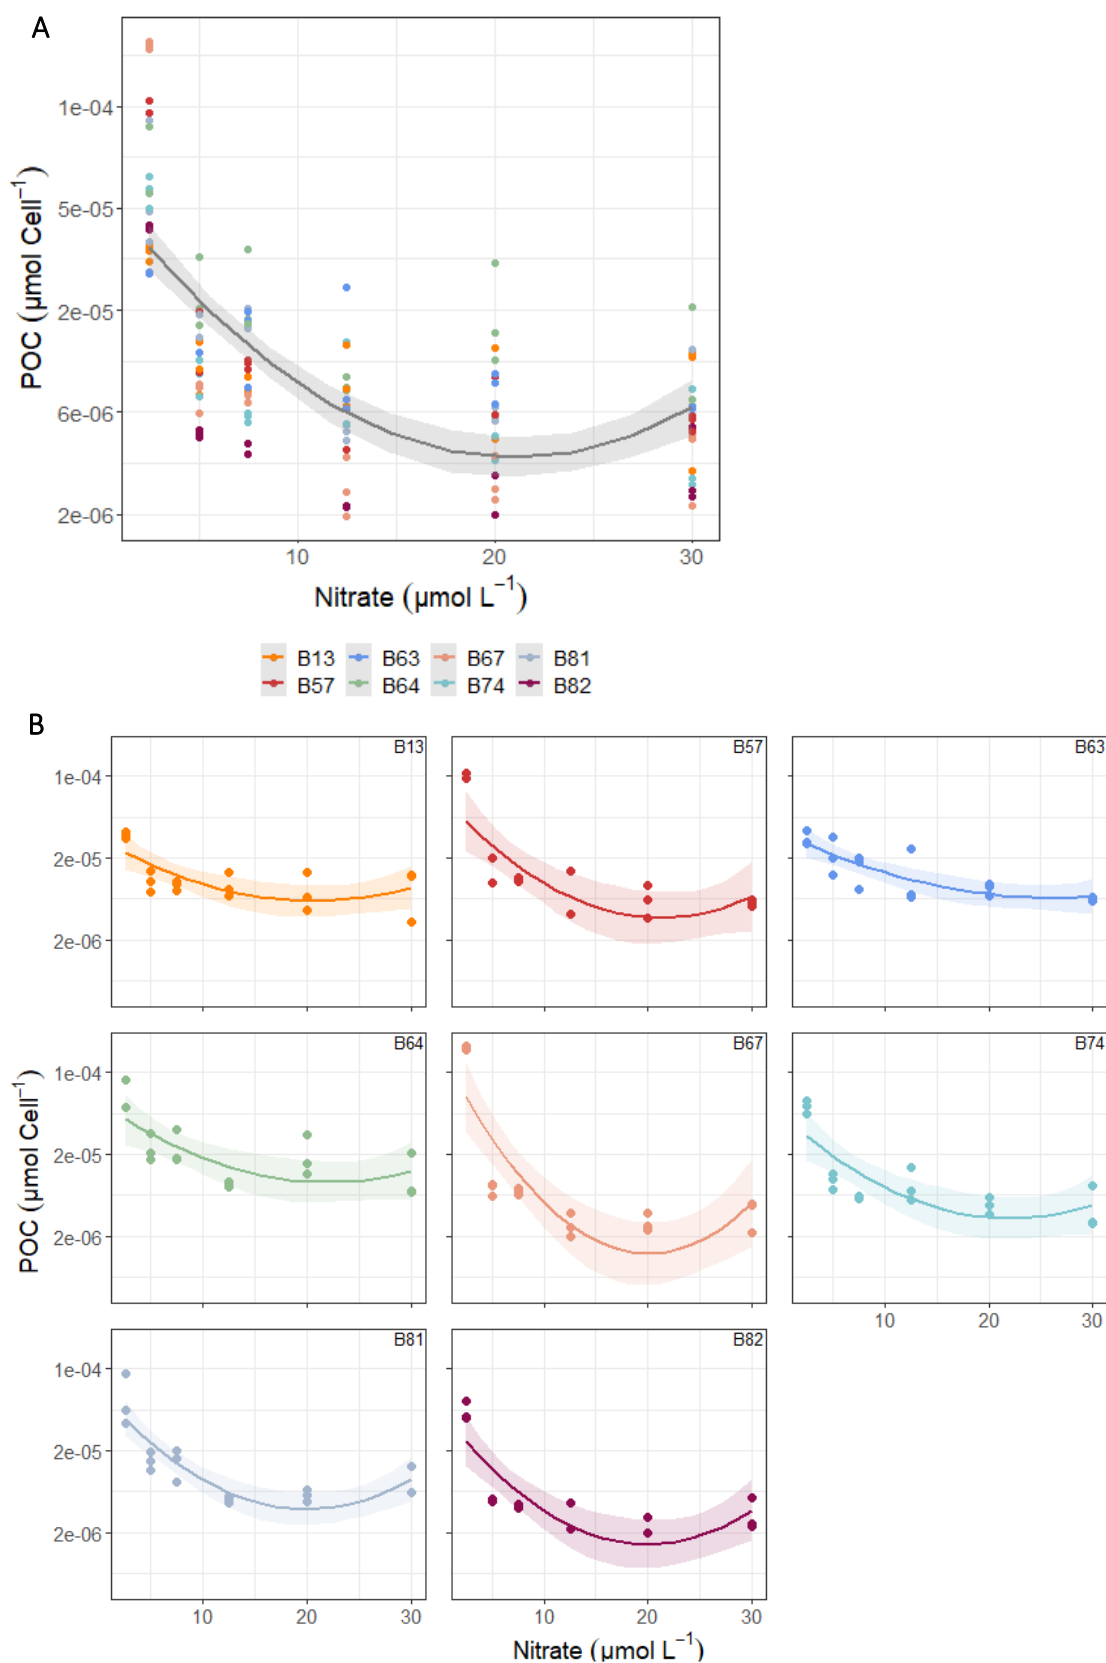 A
1e-04
5e-05
2e-05
6e-06
2e-06
POC (µmol Cell⁻¹)
10 20 30
Nitrate (µmol L⁻¹)
B13 B63 B67 B81
B57 B64 B74 B82
B
B13 B57 B63
1e-04
2e-05
2e-06
B64 B67 B74
1e-04
2e-05
2e-06
POC (µmol Cell⁻¹)
10 20 30
B81 B82
1e-04
2e-05
2e-06
10 20 30 10 20 30
Nitrate (µmol L⁻¹)